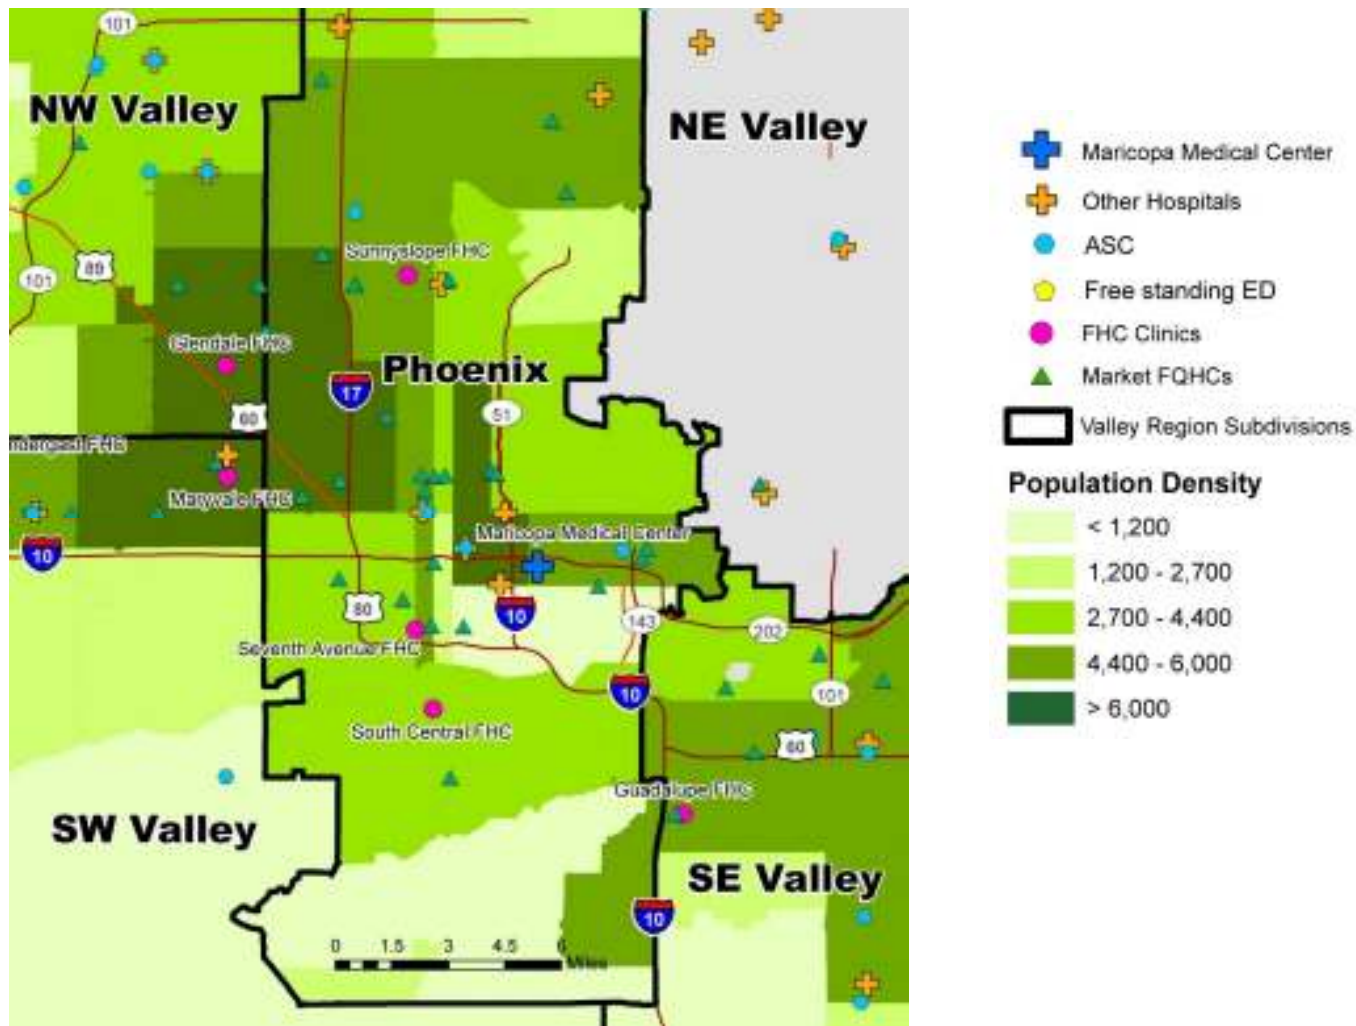 101
NW Valley
NE Valley
89
101
Sunnyslope FHC
Glendale FHC
Phoenix
17
51
60
ndergast FHC
Maryvale FHC
Maricopa Medical Center
10
80
10
143
202
Seventh Avenue FHC
10
101
South Central FHC
60
Guadalupe FHC
SW Valley
SE Valley
10
0 1.5 3 4.5 6
Miles
Maricopa Medical Center
Other Hospitals
ASC
Free standing ED
FHC Clinics
Market FQHCs
Valley Region Subdivisions
Population Density
< 1,200
1,200 - 2,700
2,700 - 4,400
4,400 - 6,000
> 6,000